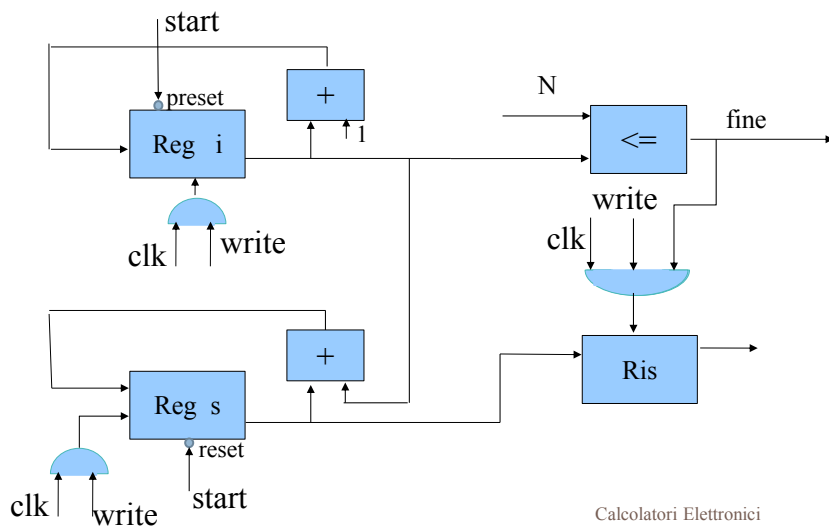 start
preset
+
1
Reg i
clk
write
N
<=
fine
write
clk
+
Reg s
reset
start
clk
write
Ris
Calcolatori Elettronici